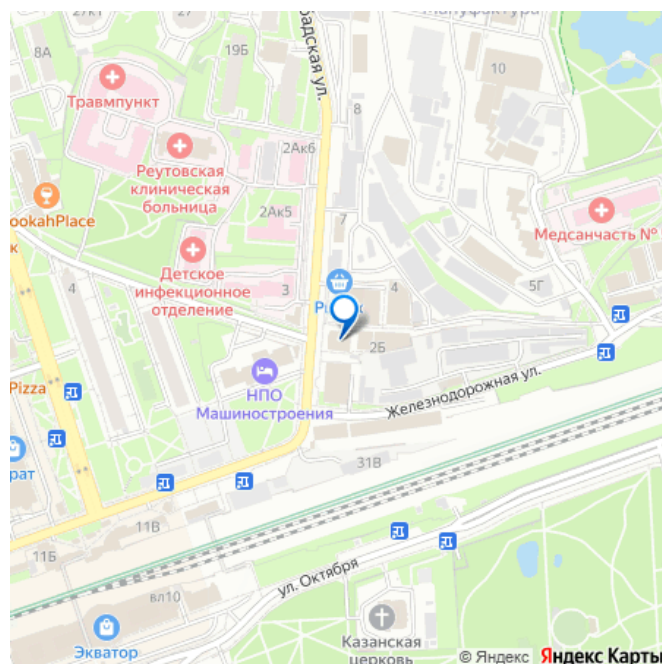 27
Мануфактура
8А
19Б
10
Травмпункт
8
2Ак6
Реутовская
клиническая
больница
ookahPlace
к
2Ак5
7
Медсанчасть №
Детское
инфекционное
отделение
4
3
4
5Г
2Б
Pizza
НПО
Машиностроения
Железнодорожная ул.
рат
31В
11В
11Б
ул. Октября
вл10
Казанская
церковь
Экватор
© Яндекс Яндекс Карты